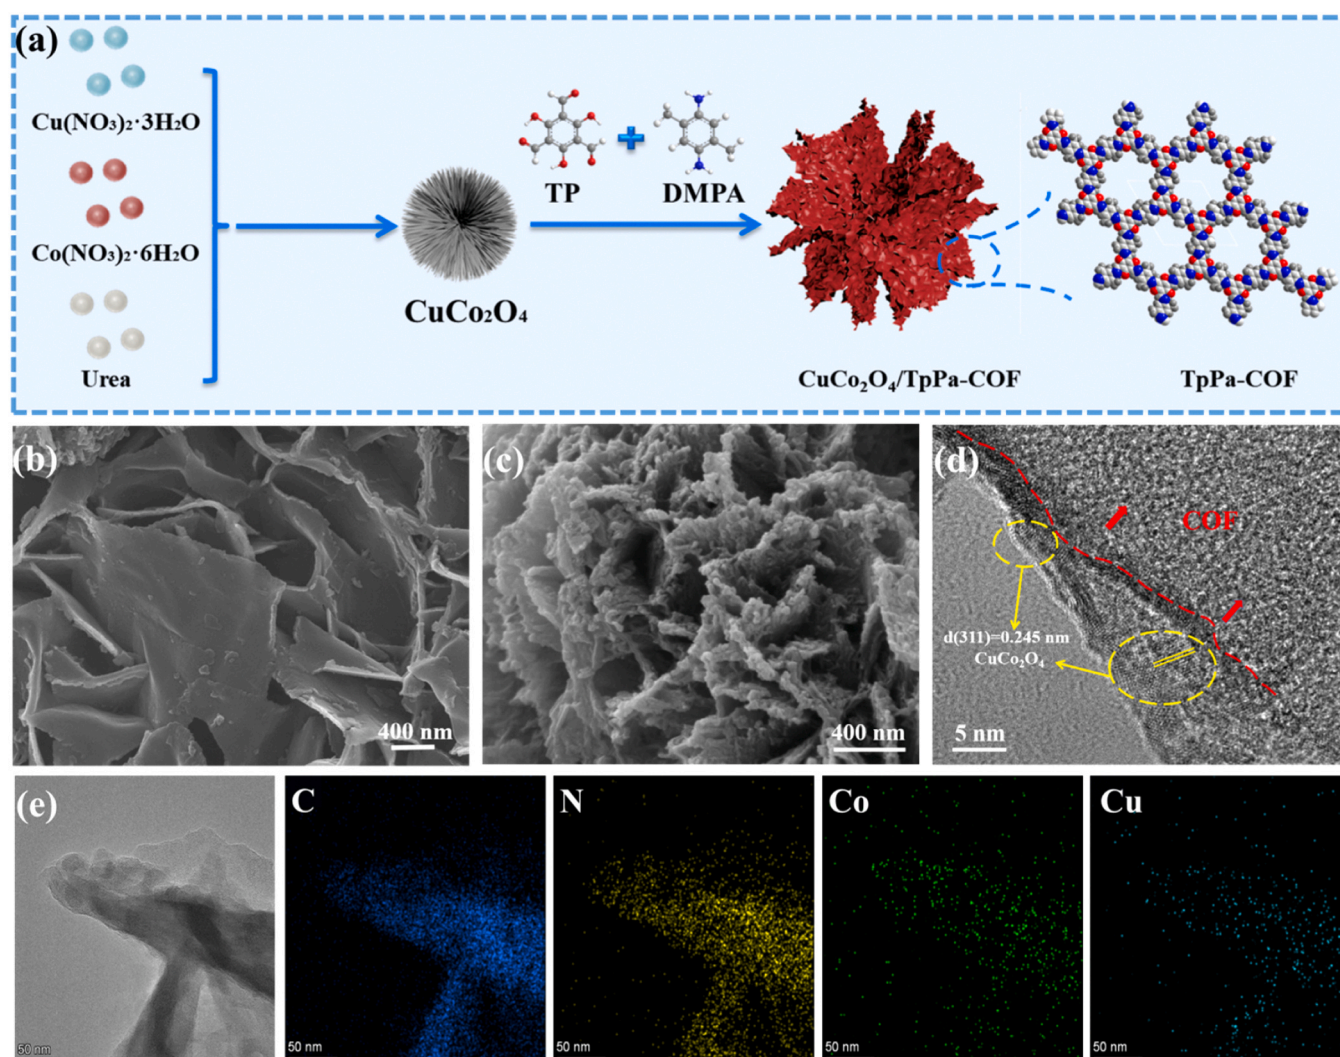 (a)
Cu(NO₃)₂·3H₂O
Co(NO₃)₂·6H₂O
Urea
CuCo₂O₄
TP
DMPA
CuCo₂O₄/TpPa-COF
TpPa-COF
(b)
400 nm
(c)
400 nm
(d)
COF
d(311)=0.245 nm
CuCo₂O₄
5 nm
(e)
50 nm
C
50 nm
N
50 nm
Co
50 nm
Cu
50 nm